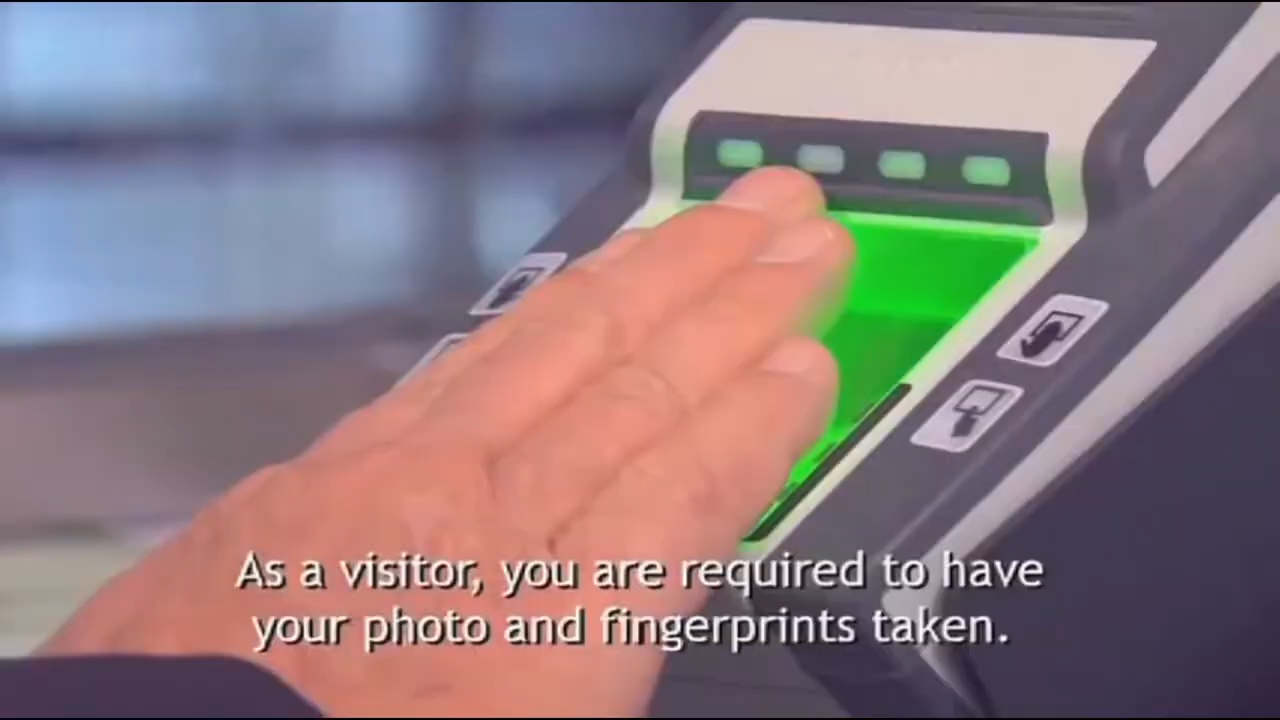 As a visitor, you are required to have
your photo and fingerprints taken.